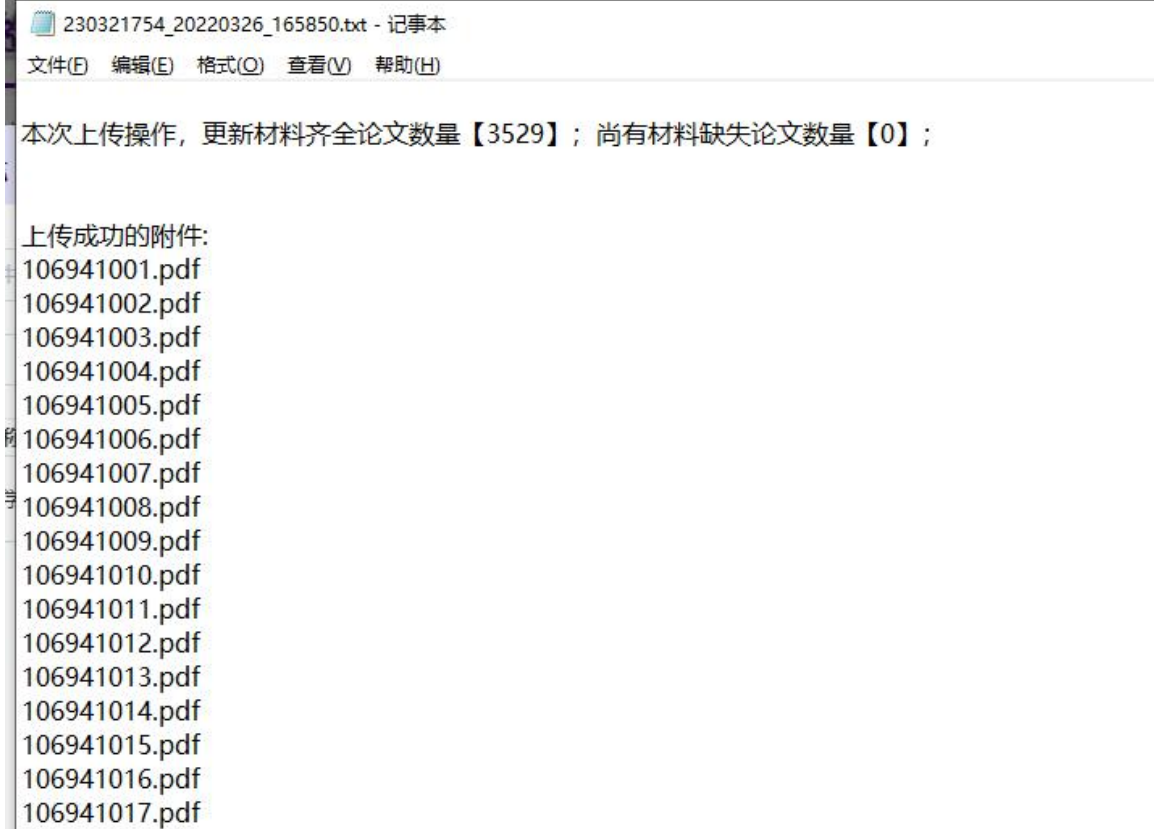 230321754_20220326_165850.txt - 记事本
文件(F) 编辑(E) 格式(O) 查看(V) 帮助(H)
本次上传操作，更新材料齐全论文数量【3529】；尚有材料缺失论文数量【0】；
上传成功的附件:
106941001.pdf
106941002.pdf
106941003.pdf
106941004.pdf
106941005.pdf
106941006.pdf
106941007.pdf
106941008.pdf
106941009.pdf
106941010.pdf
106941011.pdf
106941012.pdf
106941013.pdf
106941014.pdf
106941015.pdf
106941016.pdf
106941017.pdf